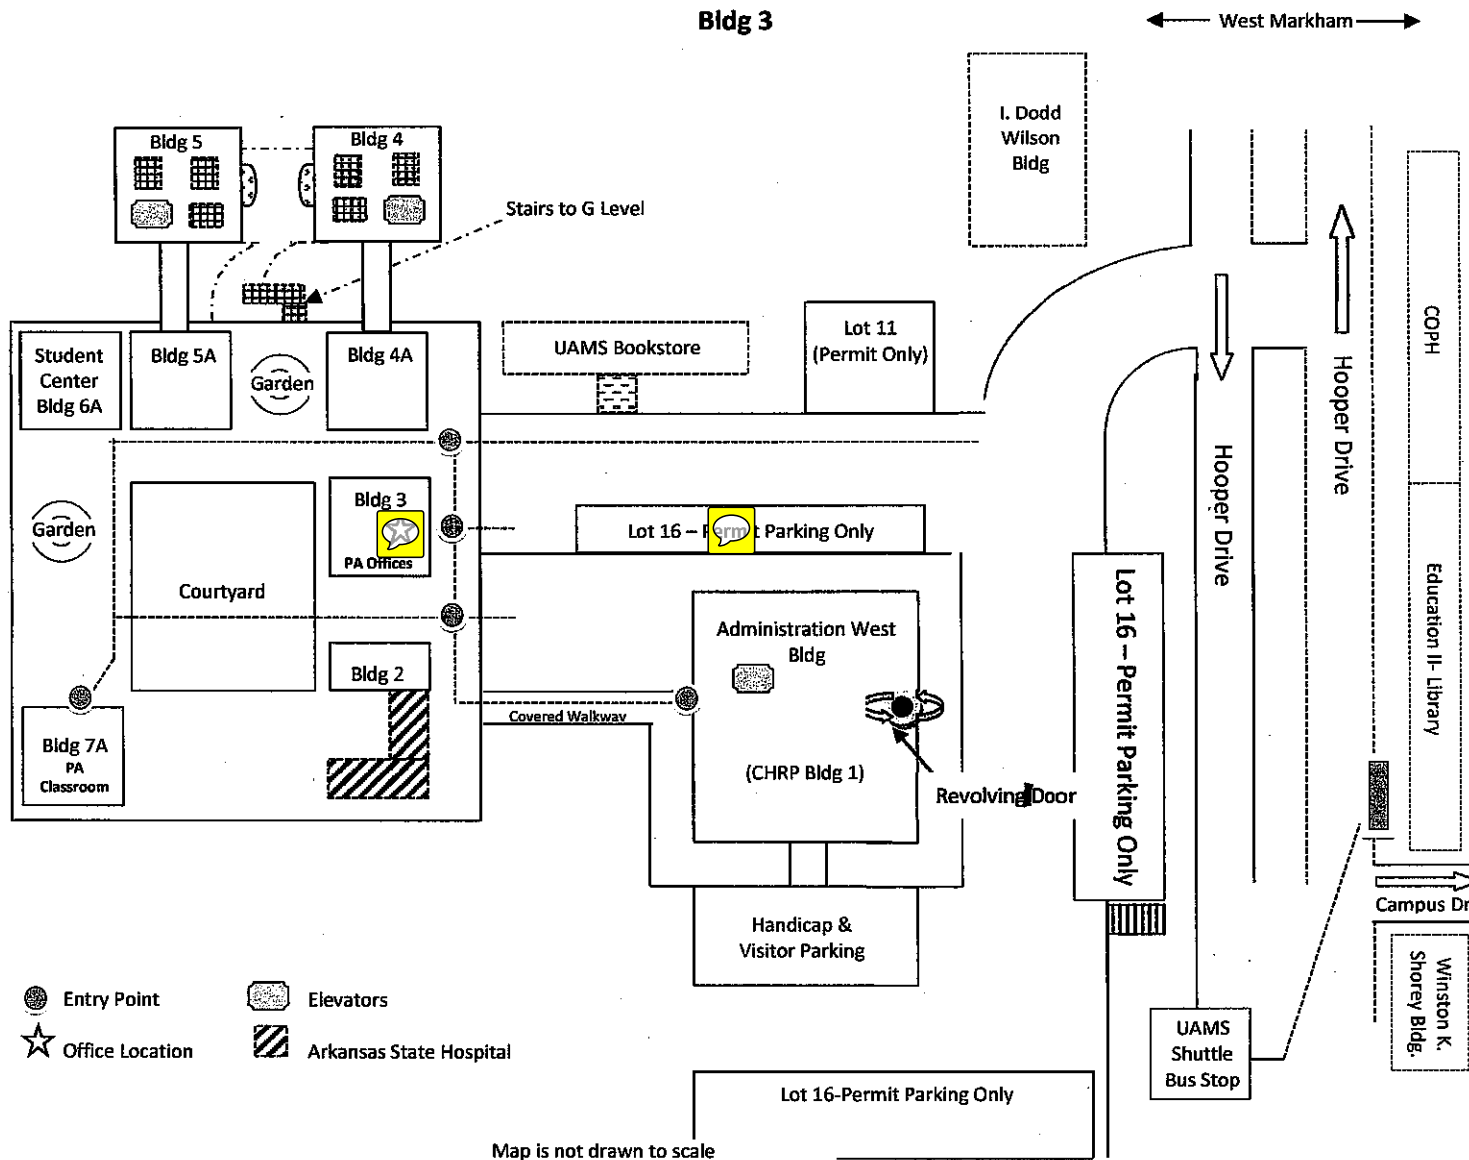 Bldg 3
West Markham
I. Dodd
Wilson
Bldg
Bldg 5
Bldg 4
Stairs to G Level
Student
Center
Bldg 6A
Bldg 5A
Garden
Bldg 4A
UAMS Bookstore
Lot 11
(Permit Only)
COPH
Hooper Drive
Hooper Drive
Garden
Bldg 3
PA Offices
Lot 16 – Permit Parking Only
Courtyard
Administration West
Bldg
(CHRP Bldg 1)
Lot 16 – Permit Parking Only
Education II- Library
Bldg 2
Covered Walkway
Bldg 7A
PA
Classroom
Revolving Door
Campus Dr
Handicap &
Visitor Parking
Winston K.
Shorey Bldg.
Entry Point
Elevators
Office Location
Arkansas State Hospital
UAMS
Shuttle
Bus Stop
Lot 16-Permit Parking Only
Map is not drawn to scale